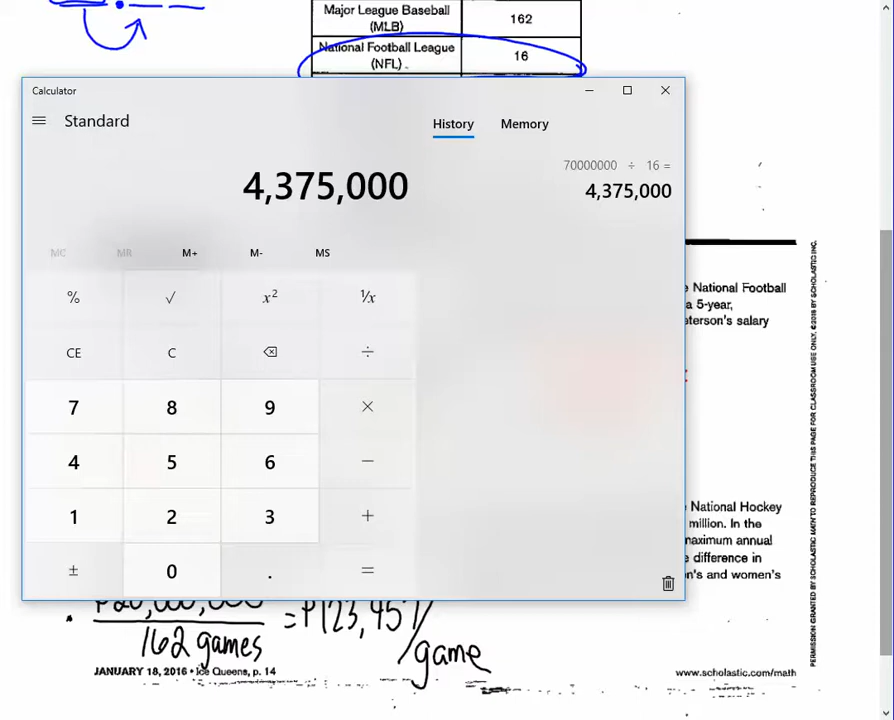 Major League Baseball
(MLB)
162
National Football League
(NFL)
16
Calculator
Standard
History
Memory
70000000 ÷ 16 =
4,375,000
4,375,000
MC MR M+ M- MS
% √ x² ¹/x
CE C ⌫ ÷
7 8 9 ×
4 5 6 −
1 2 3 +
± 0 . =
National Football
a 5-year,
salary
National Hockey
million. In the
maximum annual
difference in
and women's
PERMISSION GRANTED BY SCHOLASTIC MATH TO REPRODUCE THIS PAGE FOR CLASSROOM USE ONLY. ©2016 BY SCHOLASTIC INC.
162 games
/game
JANUARY 18, 2016 • Ice Queens, p. 14
www.scholastic.com/math